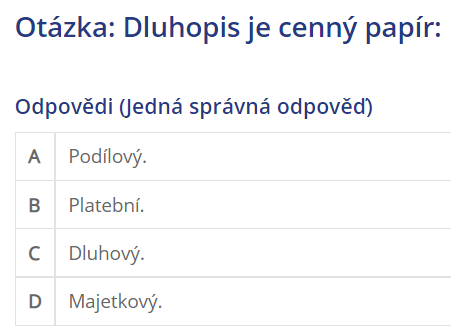 Otázka: Dluhopis je cenný papír:
Odpovědi (Jedná správná odpověď)
A Podílový.
B Platební.
C Dluhový.
D Majetkový.